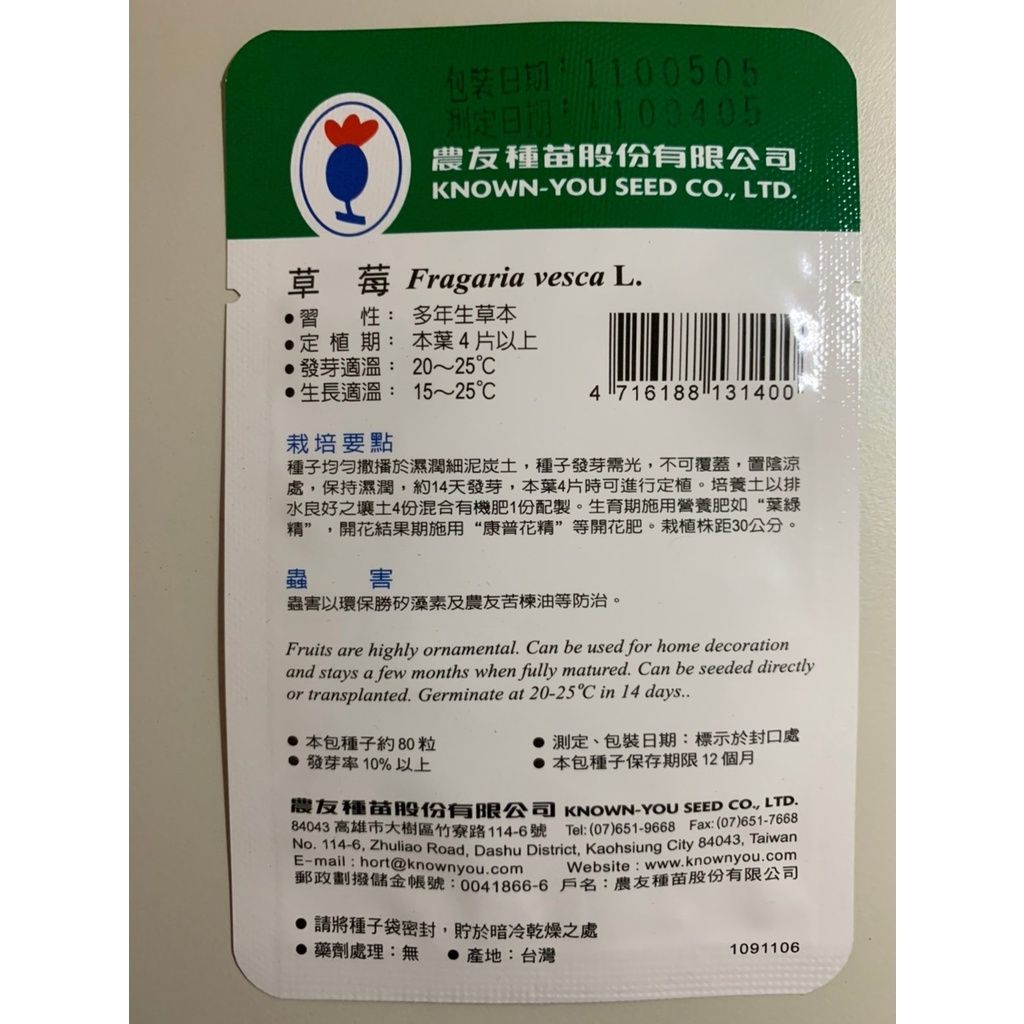 包裝日期：1100505
測定日期：1100405
農友種苗股份有限公司
KNOWN-YOU SEED CO., LTD.
草 莓 Fragaria vesca L.
●習 性：多年生草本
●定植期：本葉4片以上
●發芽適溫：20～25℃
●生長適溫：15～25℃
4 716188 131400
栽培要點
種子均勻撒播於濕潤細泥炭土，種子發芽需光，不可覆蓋，置陰涼
處，保持濕潤，約14天發芽，本葉4片時可進行定植。培養土以排
水良好之壤土4份混合有機肥1份配製。生育期施用營養肥如“葉綠
精”，開花結果期施用“康普花精”等開花肥。栽植株距30公分。
蟲 害
蟲害以環保勝矽藻素及農友苦楝油等防治。
Fruits are highly ornamental. Can be used for home decoration
and stays a few months when fully matured. Can be seeded directly
or transplanted. Germinate at 20-25℃ in 14 days..
●本包種子約80粒 ●測定、包裝日期：標示於封口處
●發芽率10%以上 ●本包種子保存期限12個月
農友種苗股份有限公司 KNOWN-YOU SEED CO., LTD.
84043 高雄市大樹區竹寮路114-6號 Tel:(07)651-9668 Fax:(07)651-7668
No. 114-6, Zhuliao Road, Dashu District, Kaohsiung City 84043, Taiwan
E-mail：hort@knownyou.com Website：www.knownyou.com
郵政劃撥儲金帳號：0041866-6 戶名：農友種苗股份有限公司
●請將種子袋密封，貯於暗冷乾燥之處
●藥劑處理：無 ●產地：台灣 1091106